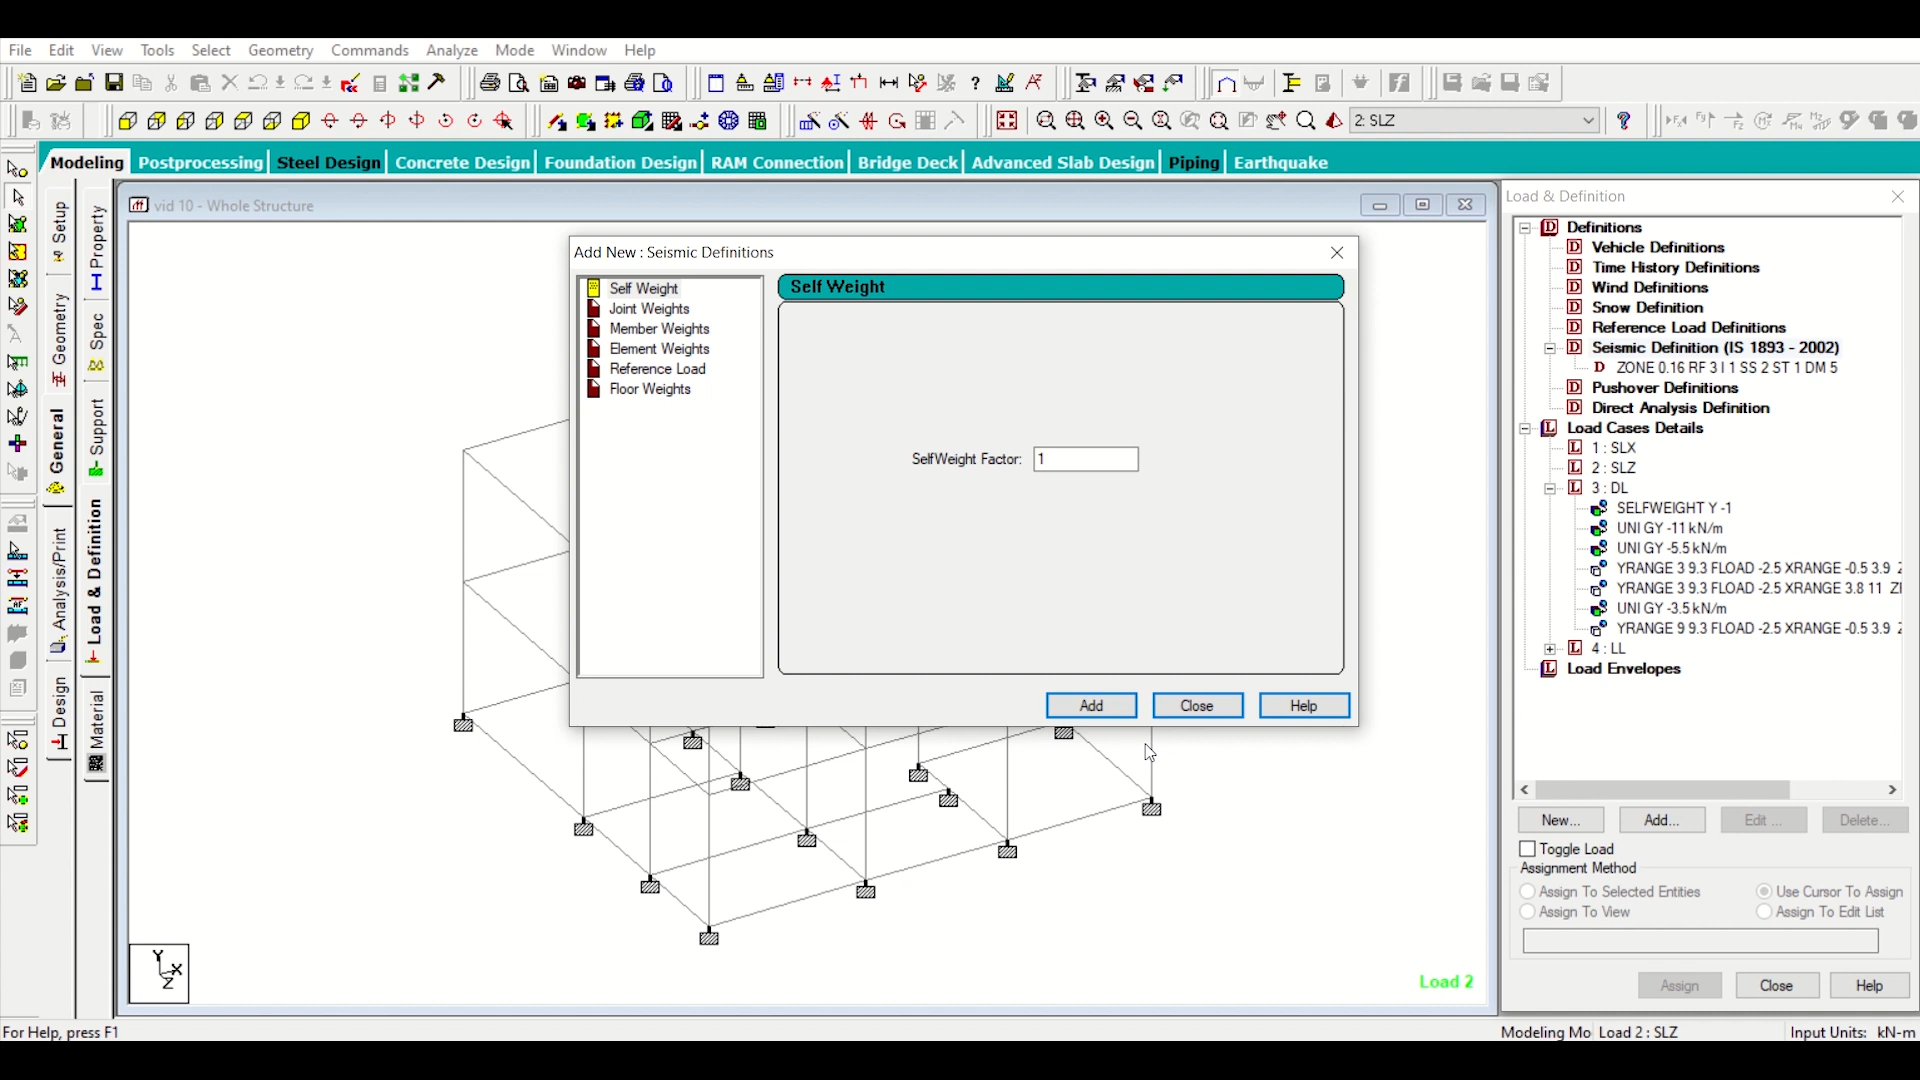 File Edit View Tools Select Geometry Commands Analyze Mode Window Help
2: SLZ
Modeling Postprocessing Steel Design Concrete Design Foundation Design RAM Connection Bridge Deck Advanced Slab Design Piping Earthquake
Setup
Geometry
General
Analysis/Print
Design
Property
Spec
Support
Load & Definition
Material
vid 10 - Whole Structure
Add New : Seismic Definitions
Self Weight
Joint Weights
Member Weights
Element Weights
Reference Load
Floor Weights
Self Weight
SelfWeight Factor: 1
Add Close Help
Y
X
Z
Load 2
Load & Definition
Definitions
Vehicle Definitions
Time History Definitions
Wind Definitions
Snow Definition
Reference Load Definitions
Seismic Definition (IS 1893 - 2002)
ZONE 0.16 RF 3 I 1 SS 2 ST 1 DM 5
Pushover Definitions
Direct Analysis Definition
Load Cases Details
1 : SLX
2 : SLZ
3 : DL
SELFWEIGHT Y -1
UNI GY -11 kN/m
UNI GY -5.5 kN/m
YRANGE 3 9.3 FLOAD -2.5 XRANGE -0.5 3.9 Z
YRANGE 3 9.3 FLOAD -2.5 XRANGE 3.8 11 ZI
UNI GY -3.5 kN/m
YRANGE 9 9.3 FLOAD -2.5 XRANGE -0.5 3.9 Z
4 : LL
Load Envelopes
New... Add... Edit ... Delete...
Toggle Load
Assignment Method
Assign To Selected Entities Use Cursor To Assign
Assign To View Assign To Edit List
Assign Close Help
For Help, press F1
Modeling Mo Load 2 : SLZ Input Units: kN-m